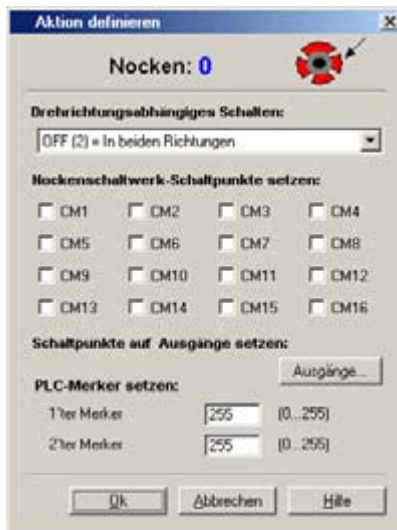 Aktion definieren
Nocken: 0
Drehrichtungsabhängiges Schalten:
OFF (2) = In beiden Richtungen
Nockenschaltwerk-Schaltpunkte setzen:
CM1 CM2 CM3 CM4
CM5 CM6 CM7 CM8
CM9 CM10 CM11 CM12
CM13 CM14 CM15 CM16
Schaltpunkte auf Ausgänge setzen:
Ausgänge...
PLC-Merker setzen:
1'ter Merker 255 (0...255)
2'ter Merker 255 (0...255)
Ok Abbrechen Hilfe